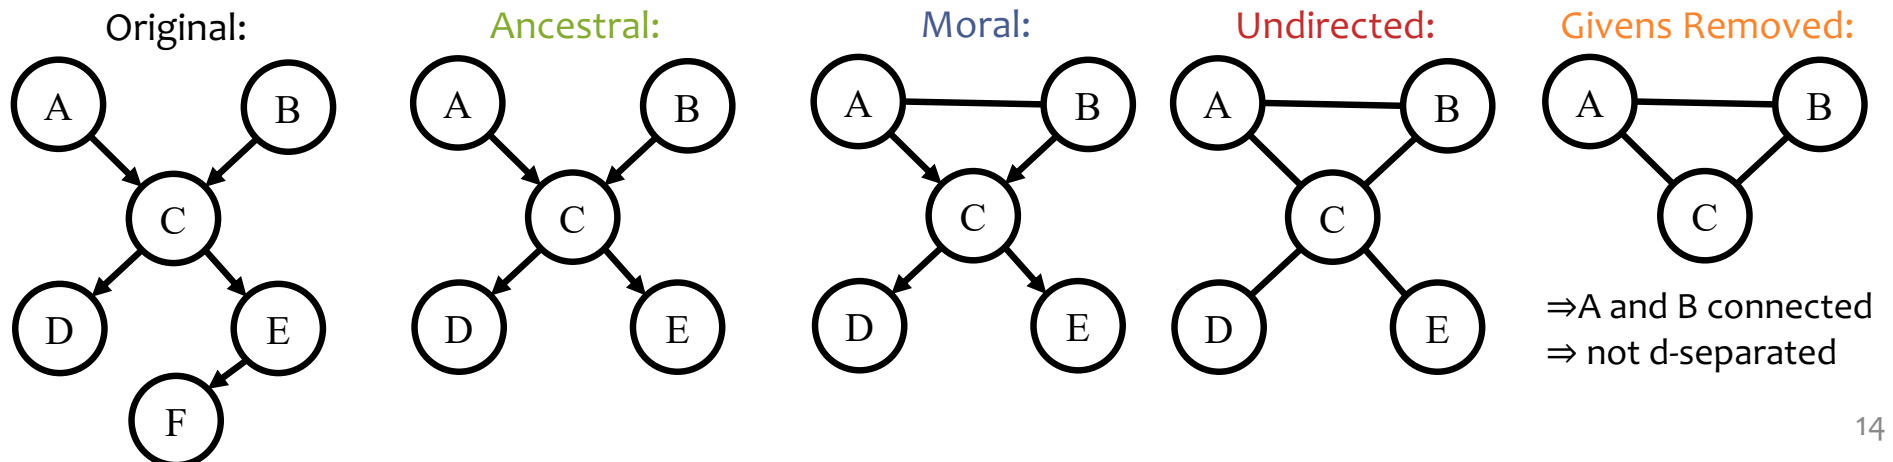 Original:
Ancestral:
Moral:
Undirected:
Givens Removed:
A B
C
D E
F
A B
C
D E
A B
C
D E
A B
C
D E
A B
C
⇒A and B connected
⇒ not d-separated
14